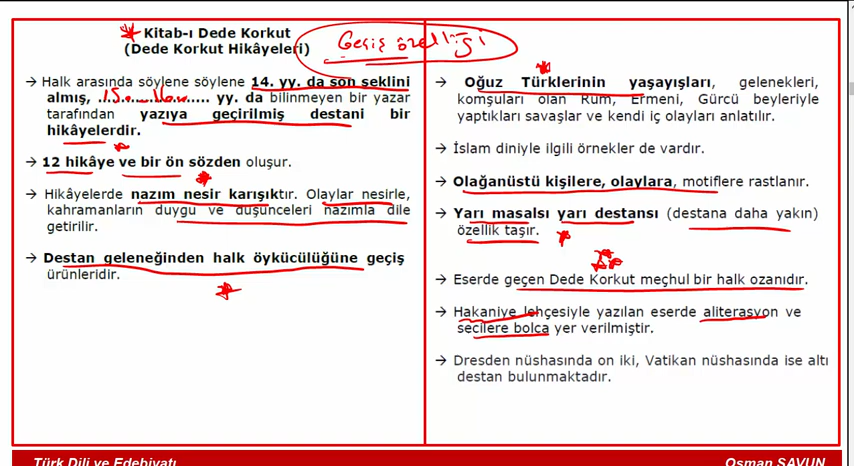 Kitab-ı Dede Korkut
(Dede Korkut Hikâyeleri)
Geçiş özelliği
→ Halk arasında söylene söylene 14. yy. da son seklini
almış, ...15...16...... yy. da bilinmeyen bir yazar
tarafından yazıya geçirilmiş destani bir
hikâyelerdir.
→ 12 hikâye ve bir ön sözden oluşur.
→ Hikâyelerde nazım nesir karışıktır. Olaylar nesirle,
kahramanların duygu ve düşünceleri nazımla dile
getirilir.
→ Destan geleneğinden halk öykücülüğüne geçiş
ürünleridir.
→ Oğuz Türklerinin yaşayışları, gelenekleri,
komşuları olan Rum, Ermeni, Gürcü beyleriyle
yaptıkları savaşlar ve kendi iç olayları anlatılır.
→ İslam diniyle ilgili örnekler de vardır.
→ Olağanüstü kişilere, olaylara, motiflere rastlanır.
→ Yarı masalsı yarı destansı (destana daha yakın)
özellik taşır.
→ Eserde geçen Dede Korkut meçhul bir halk ozanıdır.
→ Hakaniye lehçesiyle yazılan eserde aliterasyon ve
secilere bolca yer verilmiştir.
→ Dresden nüshasında on iki, Vatikan nüshasında ise altı
destan bulunmaktadır.
Türk Dili ve Edebiyatı
Osman SAVUN